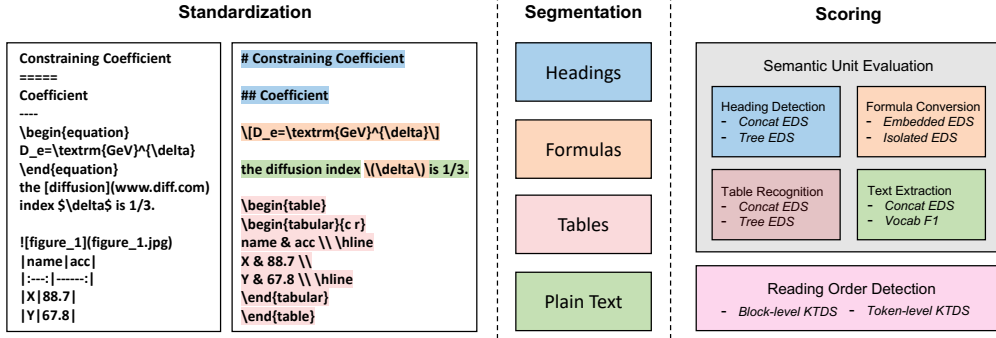 Standardization
Constraining Coefficient
=====
Coefficient
----
\begin{equation}
D_e=\textrm{GeV}^{\delta}
\end{equation}
the [diffusion](www.diff.com)
index $\delta$ is 1/3.
![figure_1](figure_1.jpg)
|name|acc|
|:---:|------:|
|X|88.7|
|Y|67.8|
# Constraining Coefficient
## Coefficient
\[D_e=\textrm{GeV}^{\delta}\]
the diffusion index \(\delta\) is 1/3.
\begin{table}
\begin{tabular}{c r}
name & acc \\ \hline
X & 88.7 \\
Y & 67.8 \\ \hline
\end{tabular}
\end{table}
Segmentation
Headings
Formulas
Tables
Plain Text
Scoring
Semantic Unit Evaluation
Heading Detection
- Concat EDS
- Tree EDS
Formula Conversion
- Embedded EDS
- Isolated EDS
Table Recognition
- Concat EDS
- Tree EDS
Text Extraction
- Concat EDS
- Vocab F1
Reading Order Detection
- Block-level KTDS - Token-level KTDS